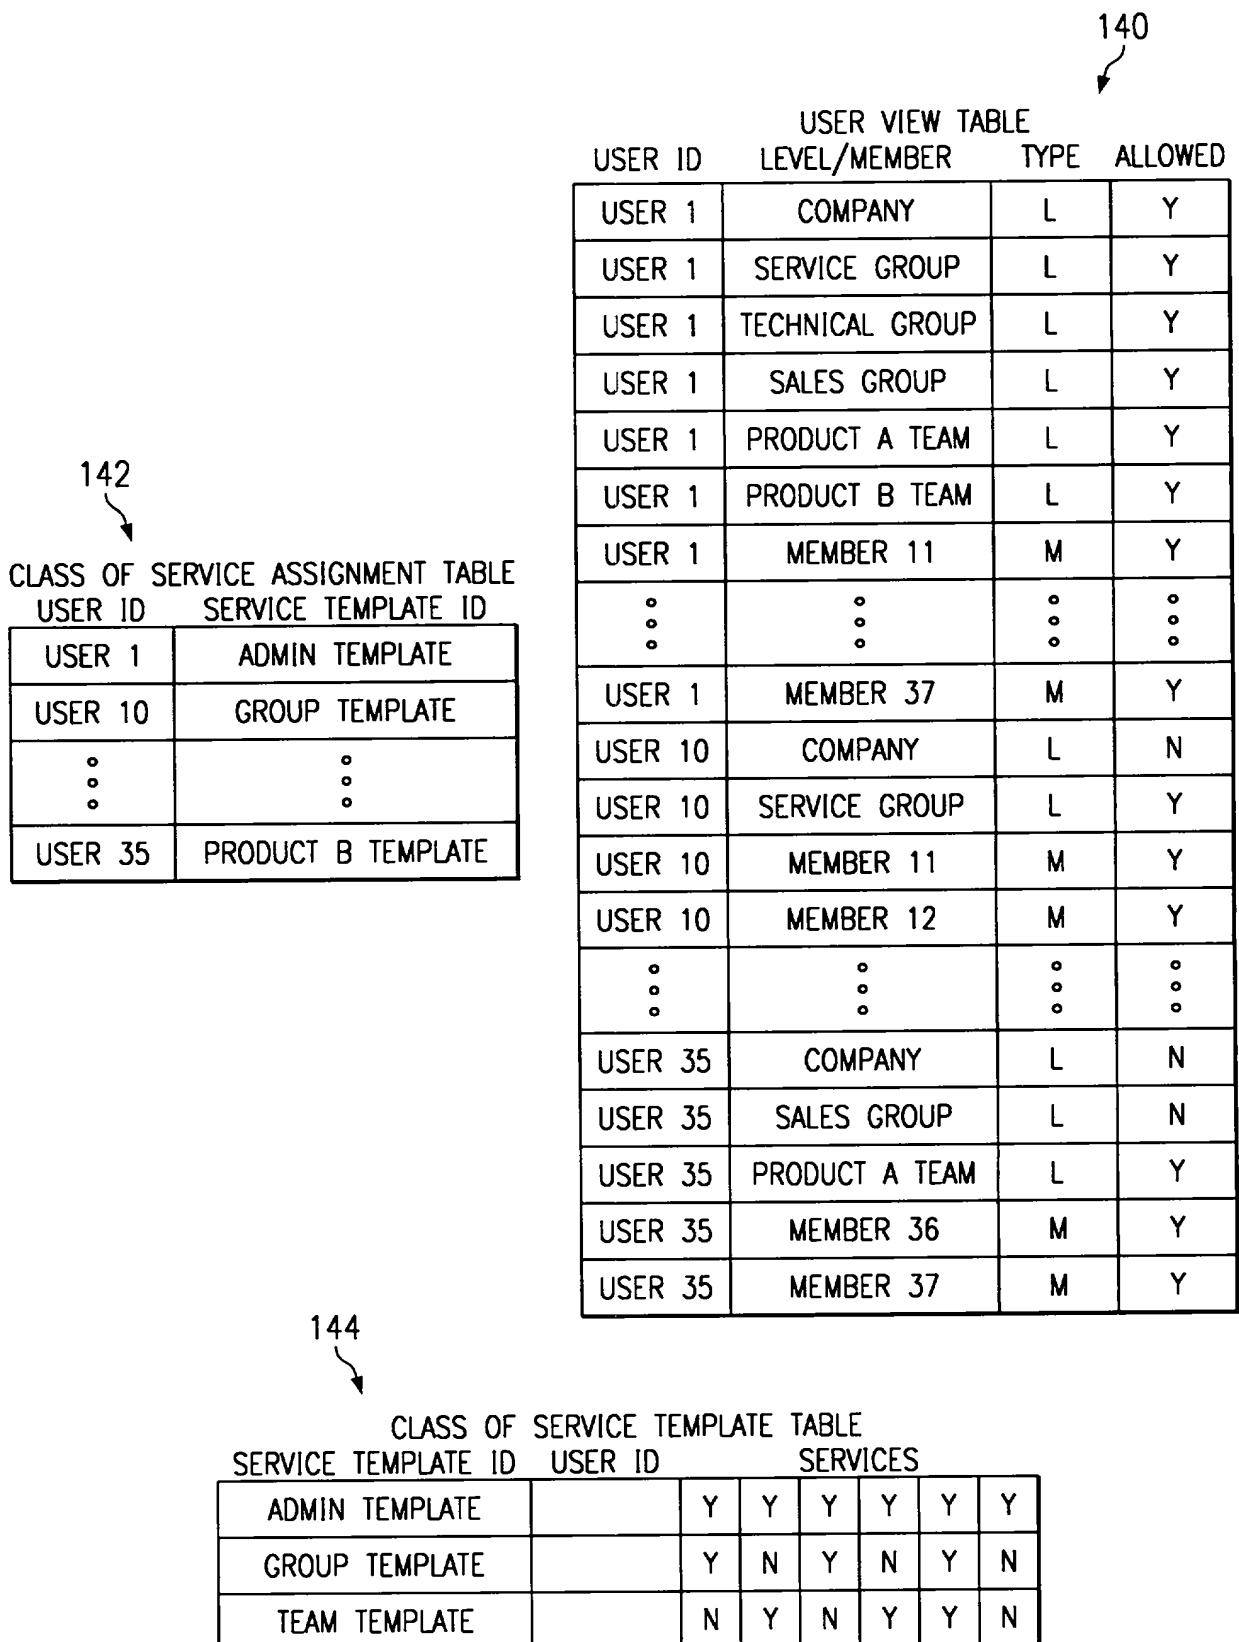 140
USER VIEW TABLE
USER ID LEVEL/MEMBER TYPE ALLOWED
USER 1 COMPANY L Y
USER 1 SERVICE GROUP L Y
USER 1 TECHNICAL GROUP L Y
USER 1 SALES GROUP L Y
USER 1 PRODUCT A TEAM L Y
USER 1 PRODUCT B TEAM L Y
USER 1 MEMBER 11 M Y
USER 1 MEMBER 37 M Y
USER 10 COMPANY L N
USER 10 SERVICE GROUP L Y
USER 10 MEMBER 11 M Y
USER 10 MEMBER 12 M Y
USER 35 COMPANY L N
USER 35 SALES GROUP L N
USER 35 PRODUCT A TEAM L Y
USER 35 MEMBER 36 M Y
USER 35 MEMBER 37 M Y
142
CLASS OF SERVICE ASSIGNMENT TABLE
USER ID SERVICE TEMPLATE ID
USER 1 ADMIN TEMPLATE
USER 10 GROUP TEMPLATE
USER 35 PRODUCT B TEMPLATE
144
CLASS OF SERVICE TEMPLATE TABLE
SERVICE TEMPLATE ID USER ID SERVICES
ADMIN TEMPLATE Y Y Y Y Y Y
GROUP TEMPLATE Y N Y N Y N
TEAM TEMPLATE N Y N Y Y N